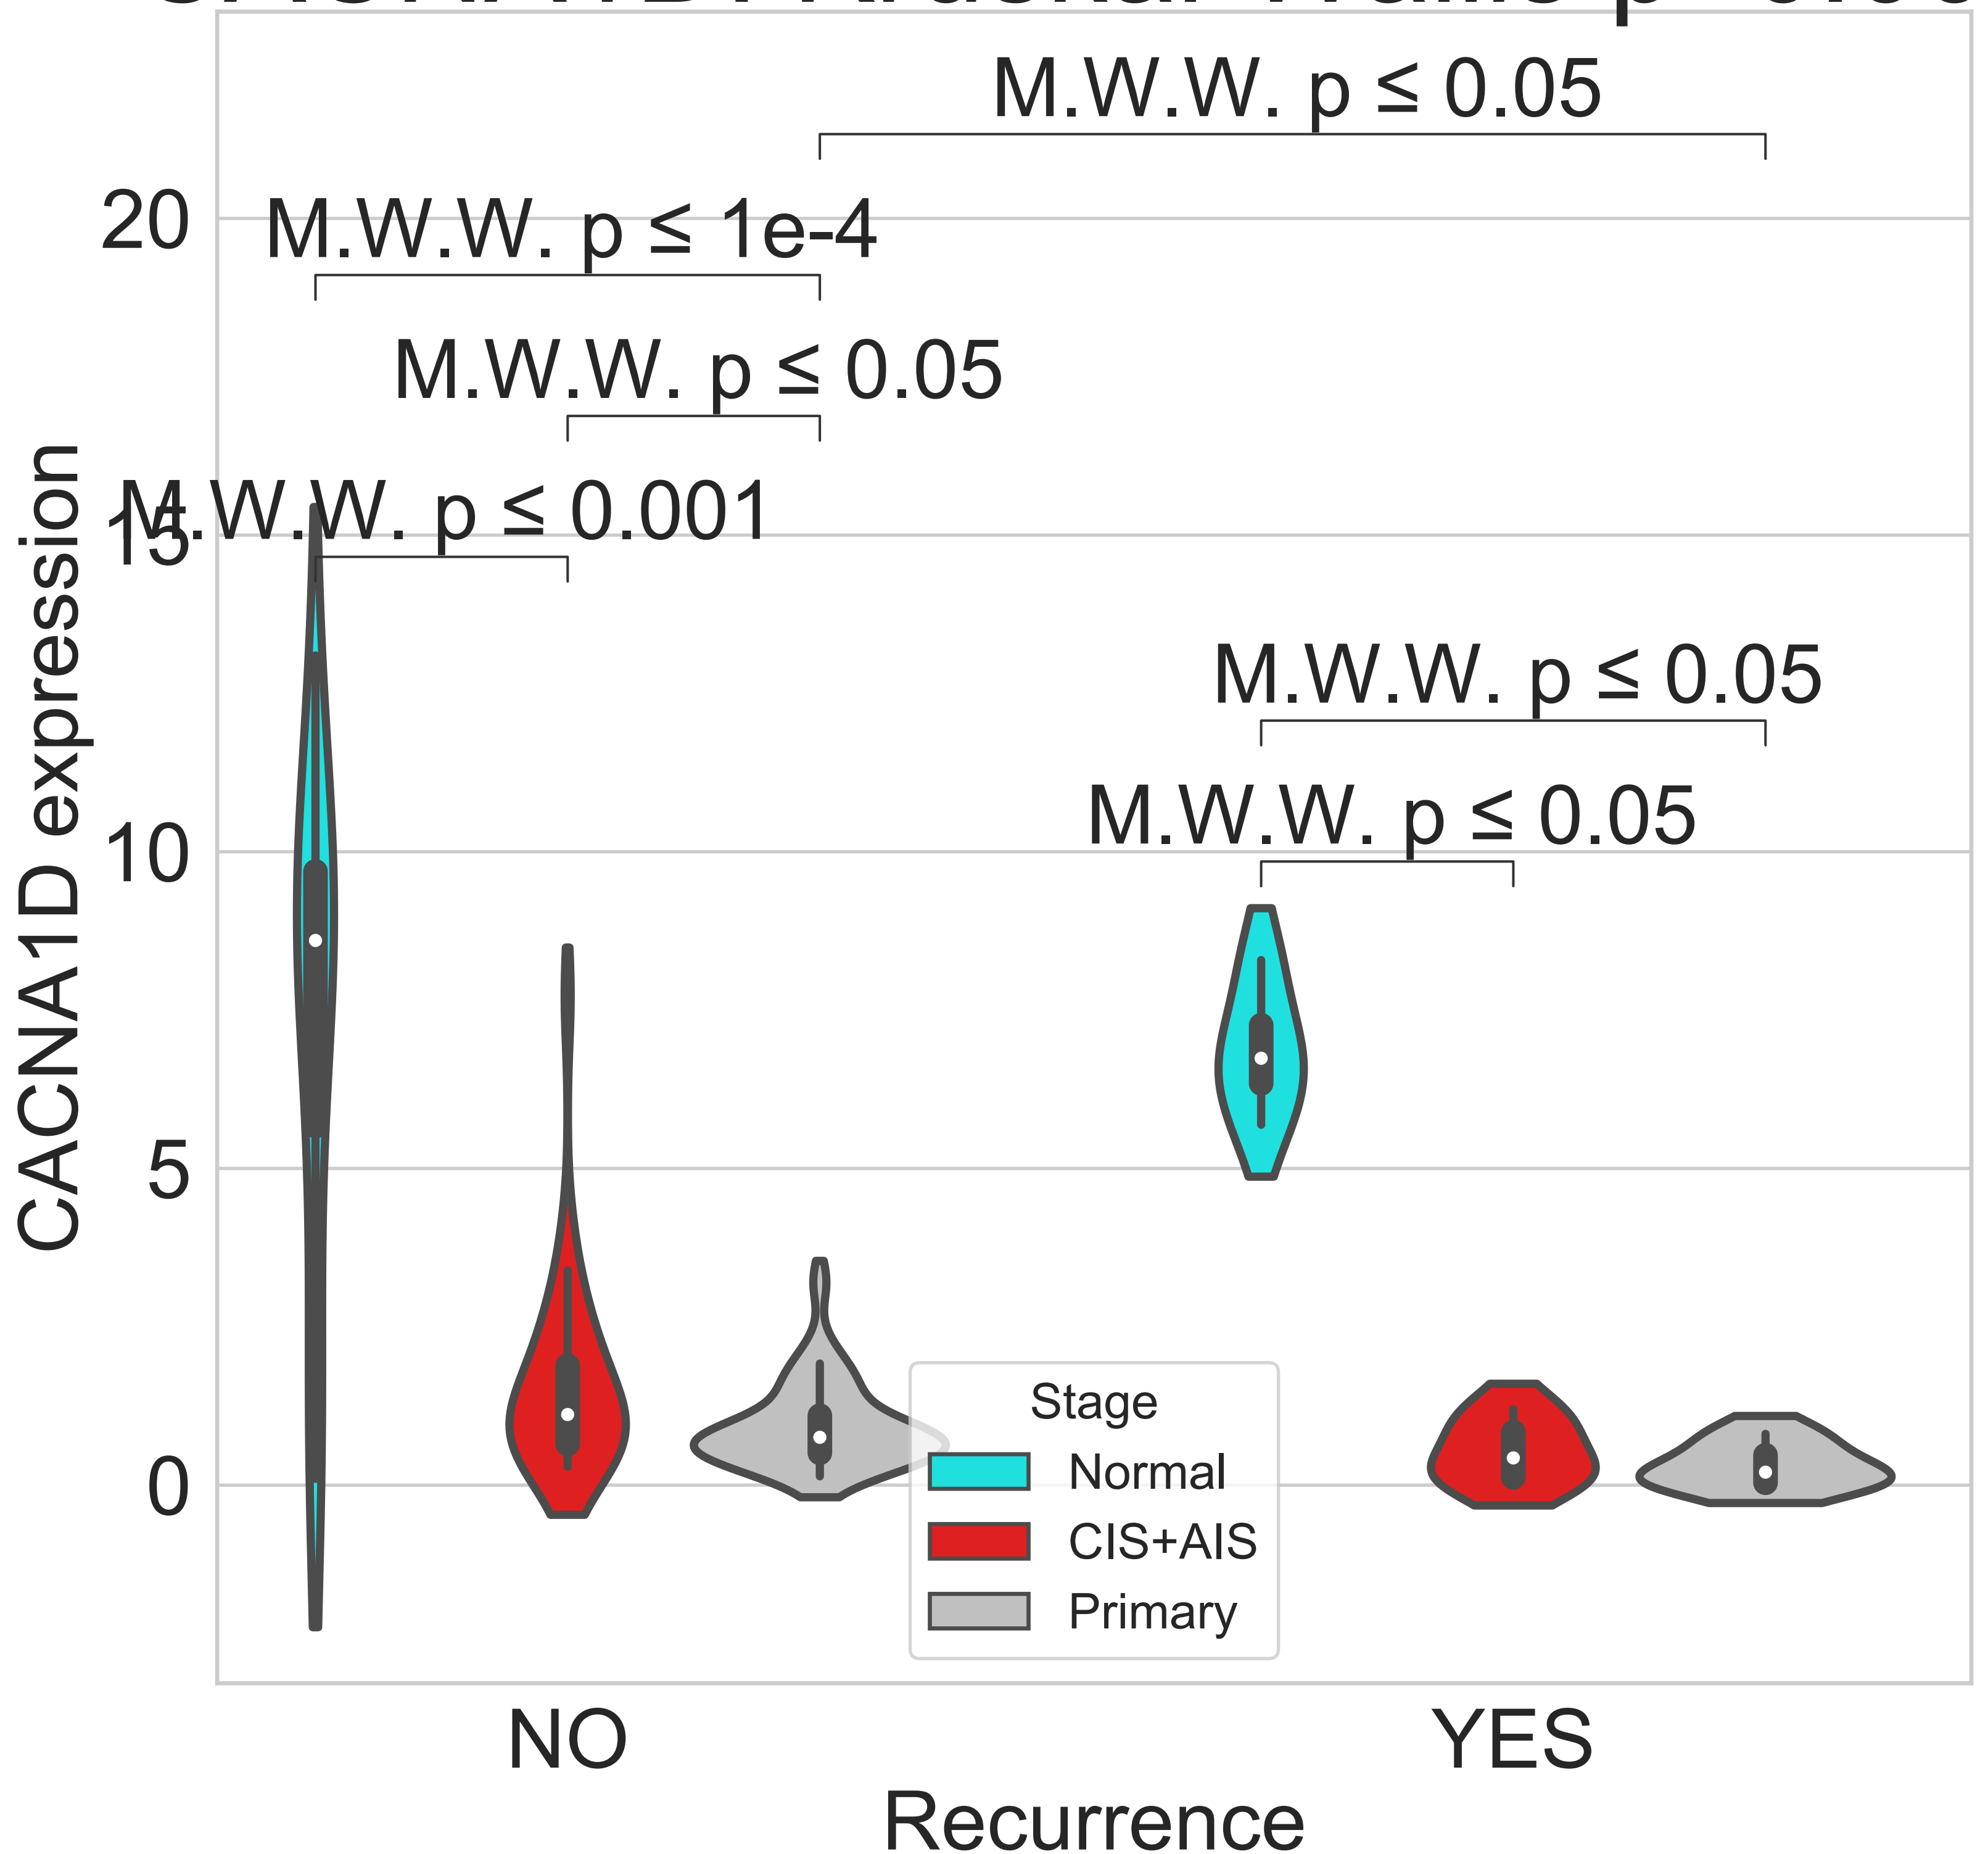 M.W.W. p ≤ 0.05
20
M.W.W. p ≤ 1e-4
M.W.W. p ≤ 0.05
M.W.W. p ≤ 0.001
15
M.W.W. p ≤ 0.05
10
M.W.W. p ≤ 0.05
5
0
CACNA1D expression
Stage
Normal
CIS+AIS
Primary
NO
YES
Recurrence